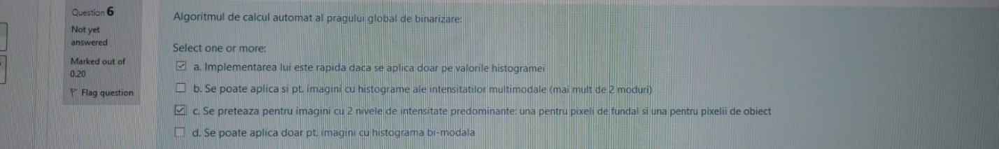 Question 6
Not yet
answered
Marked out of
0.20
Flag question
Algoritmul de calcul automat al pragului global de binarizare:
Select one or more:
a. Implementarea lui este rapida daca se aplica doar pe valorile histogramei
b. Se poate aplica si pt. imagini cu histograme ale intensitatilor multimodale (mai mult de 2 moduri)
c. Se preteaza pentru imagini cu 2 nivele de intensitate predominante: una pentru pixeli de fundal si una pentru pixelii de obiect
d. Se poate aplica doar pt. imagini cu histograma bi-modala